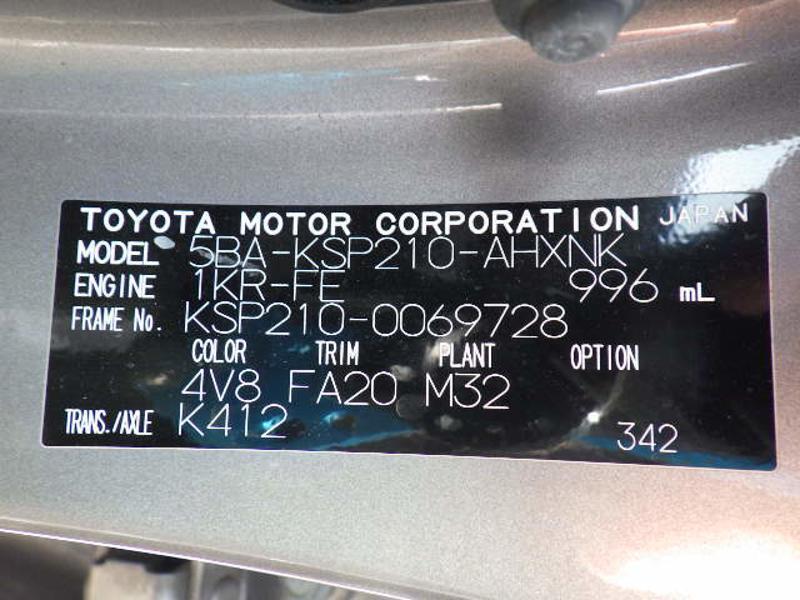 TOYOTA MOTOR CORPORATION JAPAN
MODEL 5BA-KSP210-AHXNK
ENGINE 1KR-FE 996 mL
FRAME No. KSP210-0069728
COLOR TRIM PLANT OPTION
4V8 FA20 M32
TRANS./AXLE K412 342